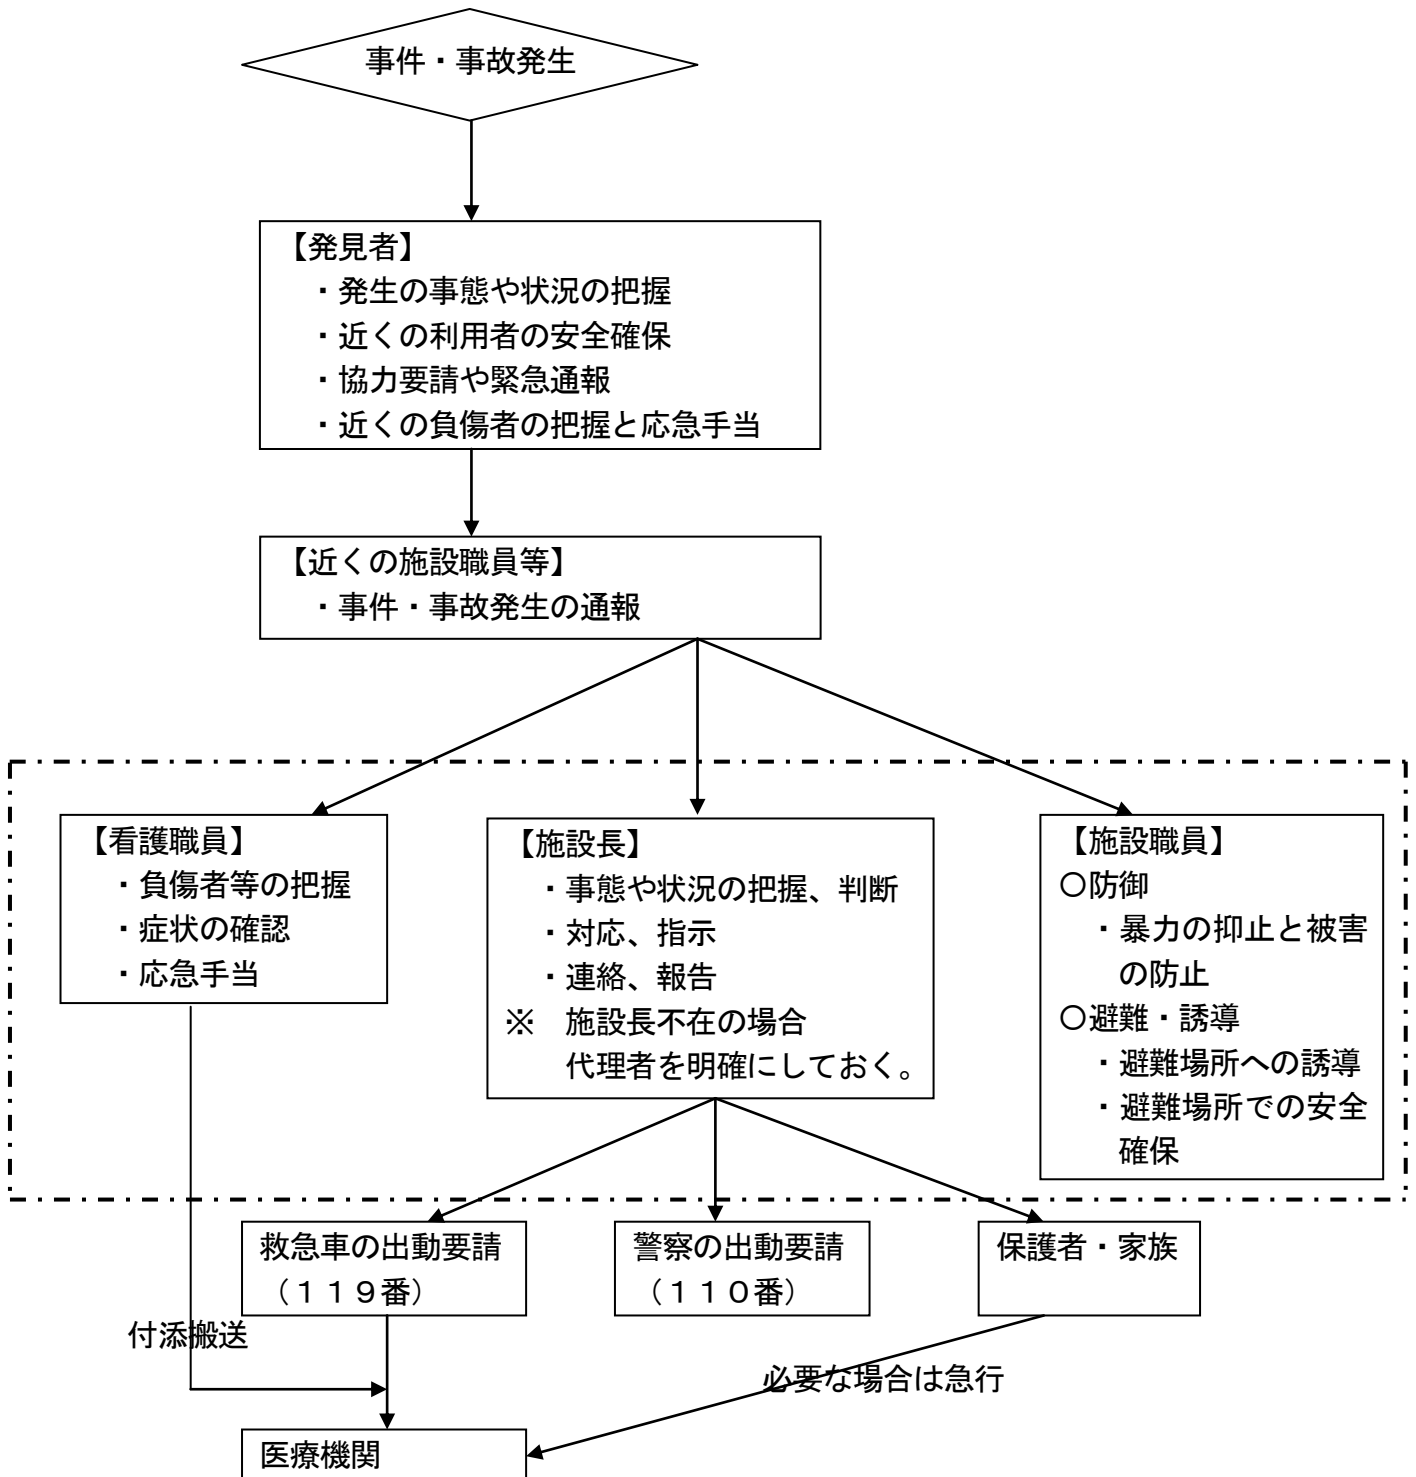 事件・事故発生
【発見者】
・発生の事態や状況の把握
・近くの利用者の安全確保
・協力要請や緊急通報
・近くの負傷者の把握と応急手当
【近くの施設職員等】
・事件・事故発生の通報
【看護職員】
・負傷者等の把握
・症状の確認
・応急手当
【施設長】
・事態や状況の把握、判断
・対応、指示
・連絡、報告
※　施設長不在の場合
代理者を明確にしておく。
【施設職員】
○防御
・暴力の抑止と被害
の防止
○避難・誘導
・避難場所への誘導
・避難場所での安全
確保
救急車の出動要請
（１１９番）
警察の出動要請
（１１０番）
保護者・家族
付添搬送
必要な場合は急行
医療機関